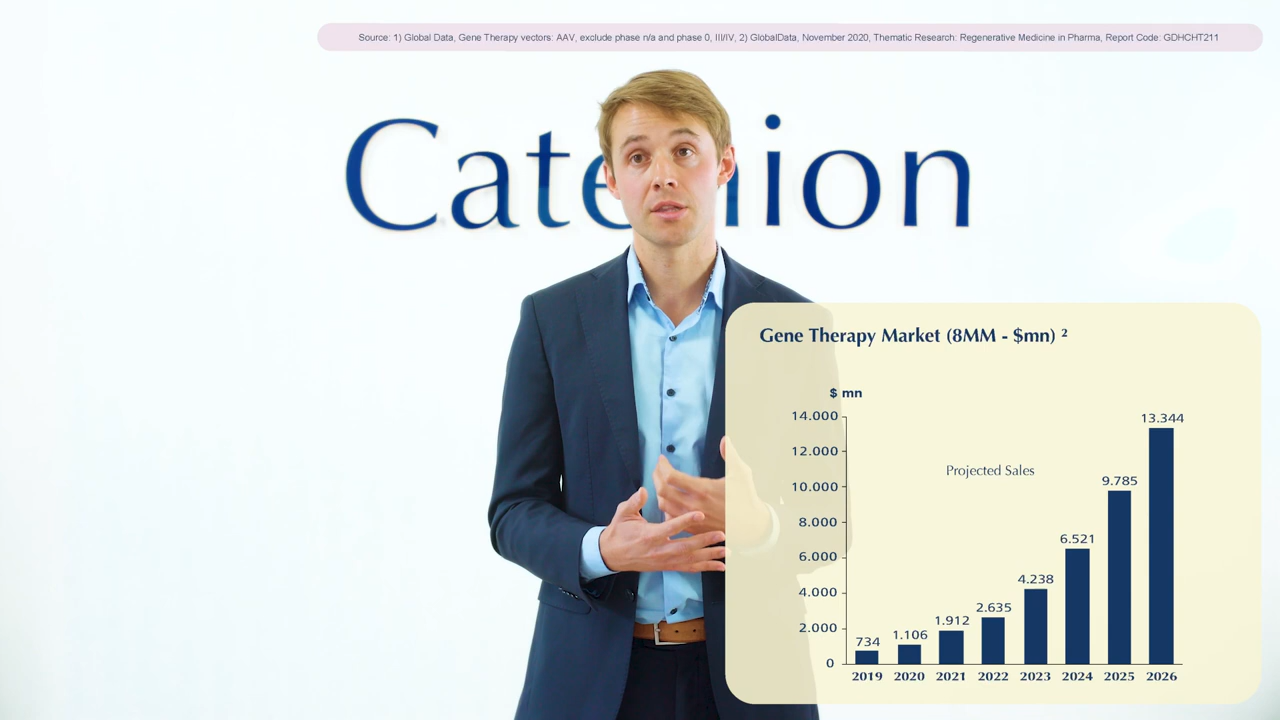 Source: 1) Global Data, Gene Therapy vectors: AAV, exclude phase n/a and phase 0, III/IV, 2) GlobalData, November 2020, Thematic Research: Regenerative Medicine in Pharma, Report Code: GDHCHT211
Catenion
Gene Therapy Market (8MM - $mn) ²
$ mn
14.000
12.000
10.000
8.000
6.000
4.000
2.000
0
Projected Sales
734
1.106
1.912
2.635
4.238
6.521
9.785
13.344
2019 2020 2021 2022 2023 2024 2025 2026